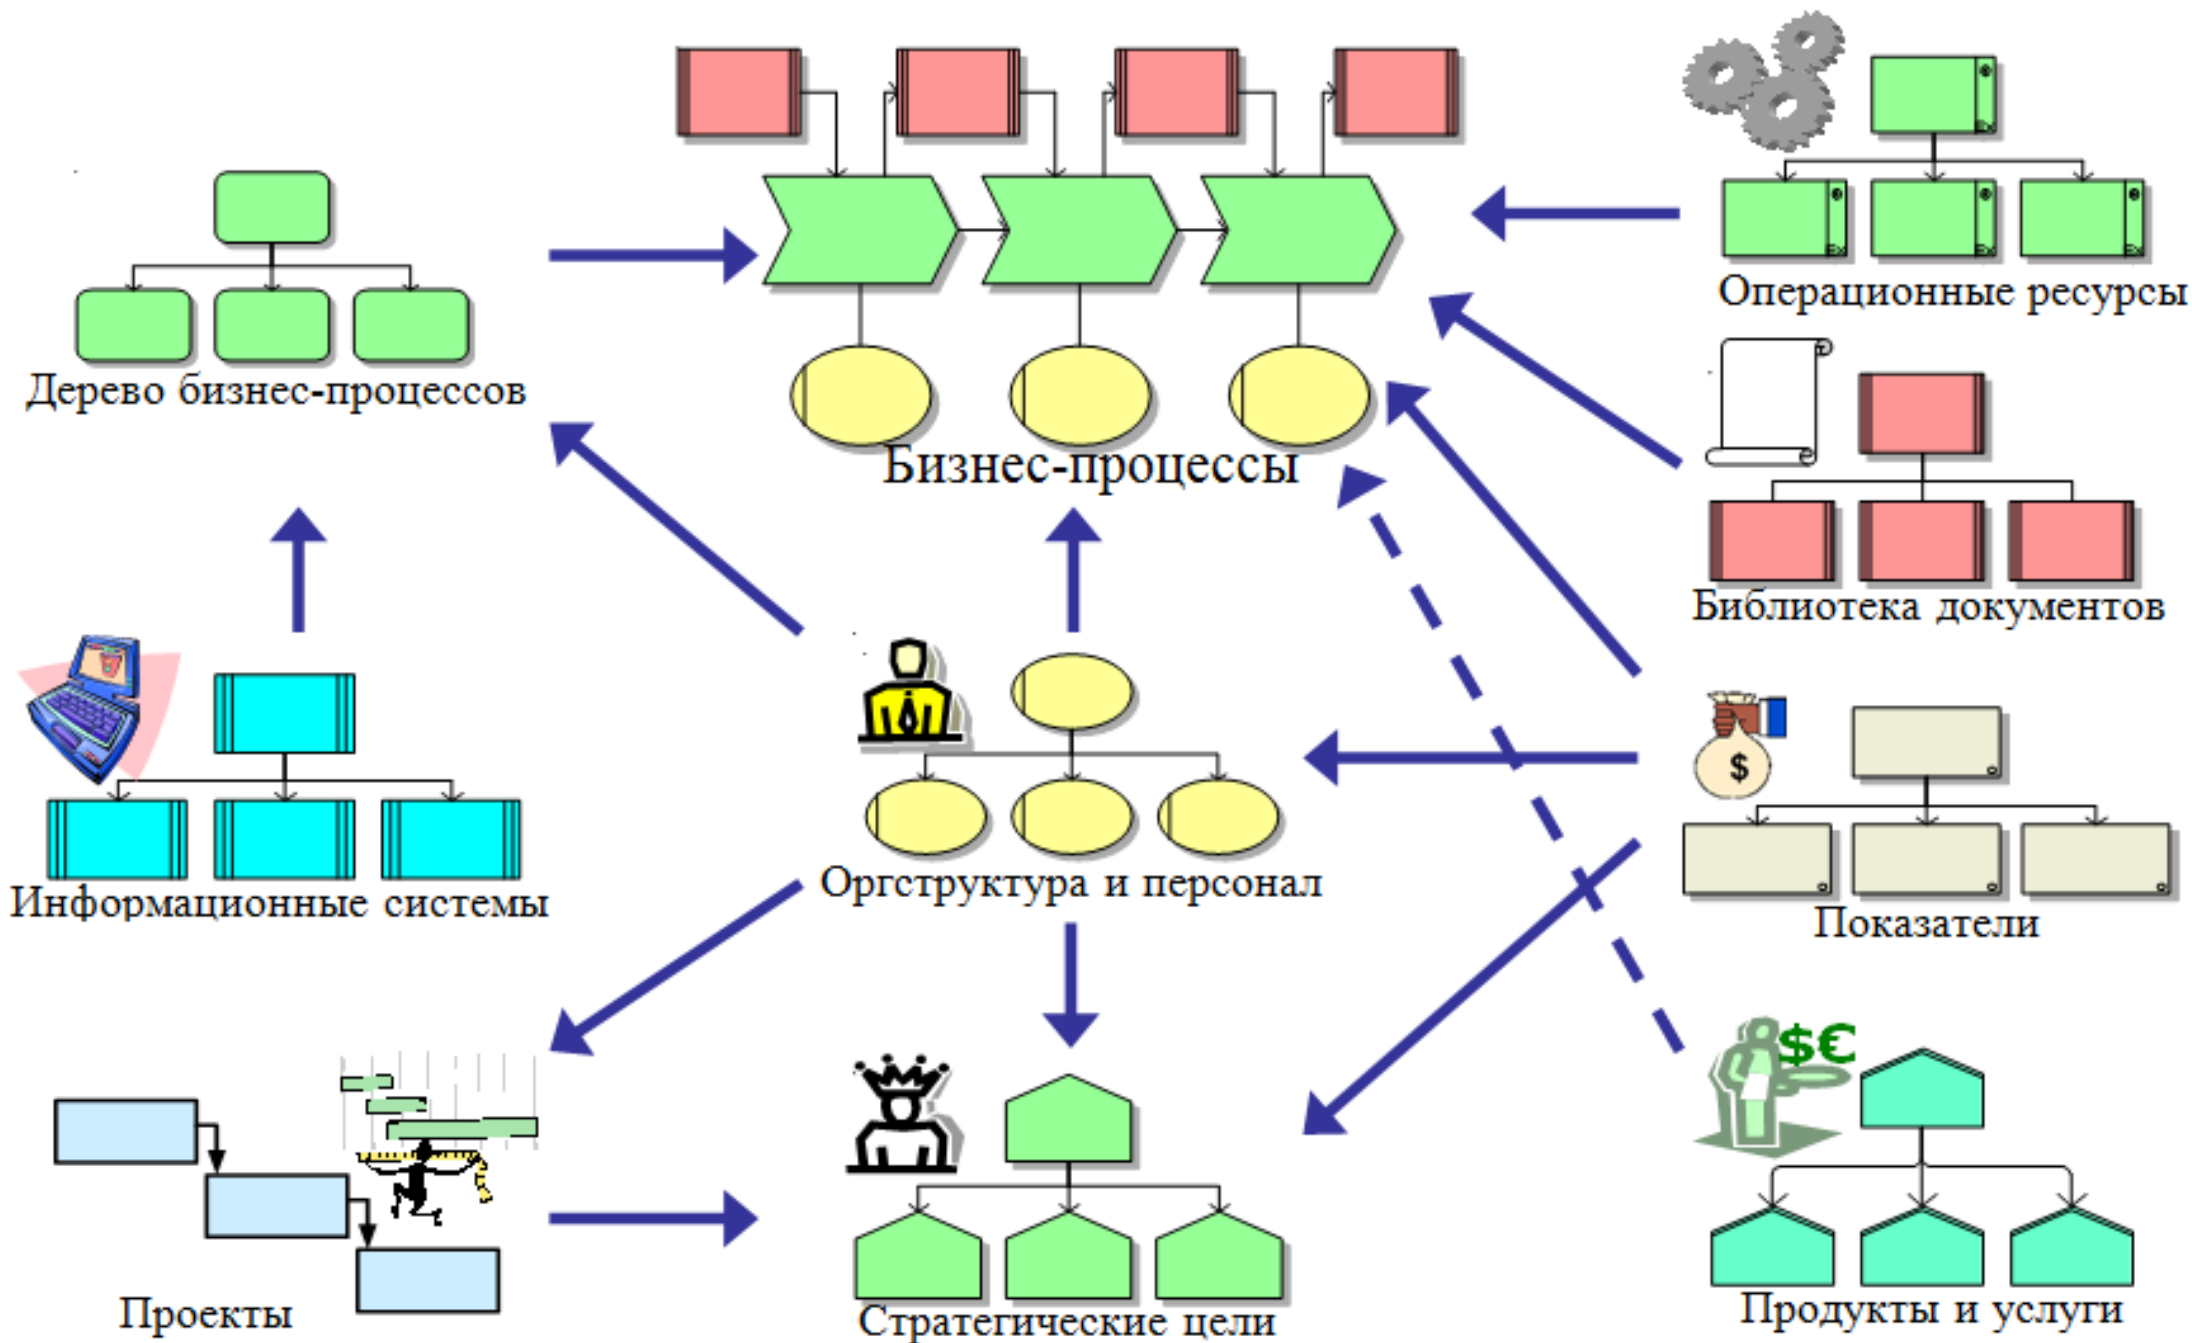 Операционные ресурсы
Дерево бизнес-процессов
Бизнес-процессы
Библиотека документов
$
Оргструктура и персонал
Информационные системы
Показатели
$€
Проекты
Стратегические цели
Продукты и услуги